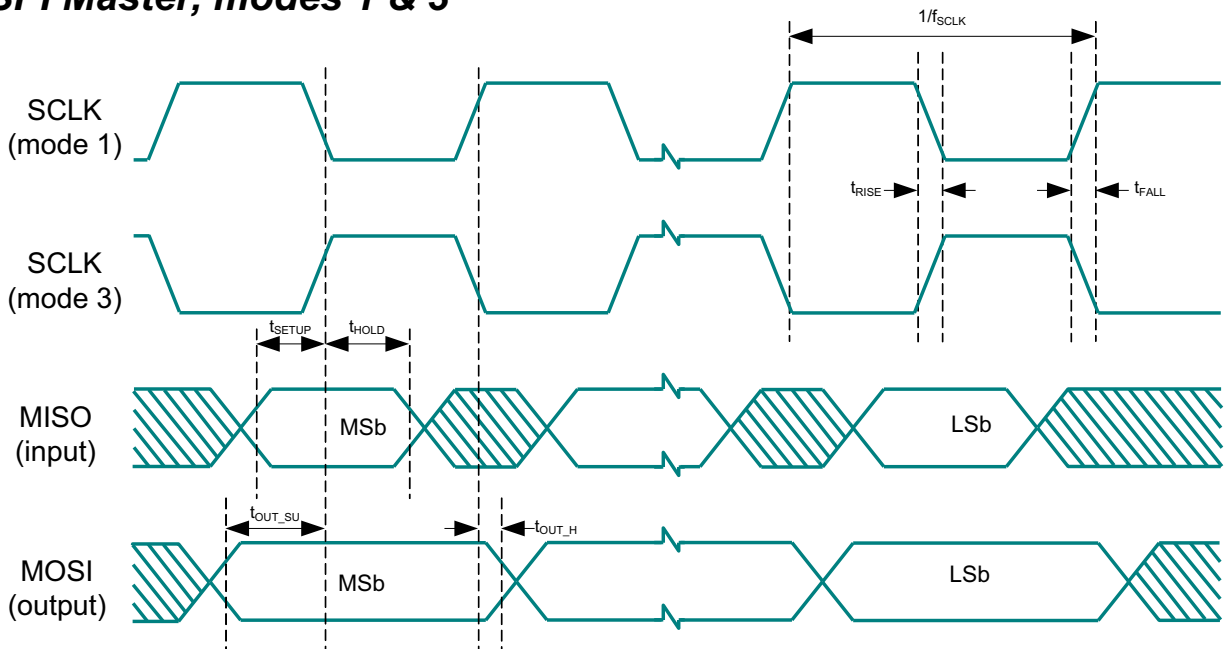 SPI Master, modes 1 & 3
1/fSCLK
SCLK
(mode 1)
tRISE
tFALL
SCLK
(mode 3)
tSETUP
tHOLD
MISO
(input)
MSb
LSb
tOUT_SU
tOUT_H
MOSI
(output)
MSb
LSb